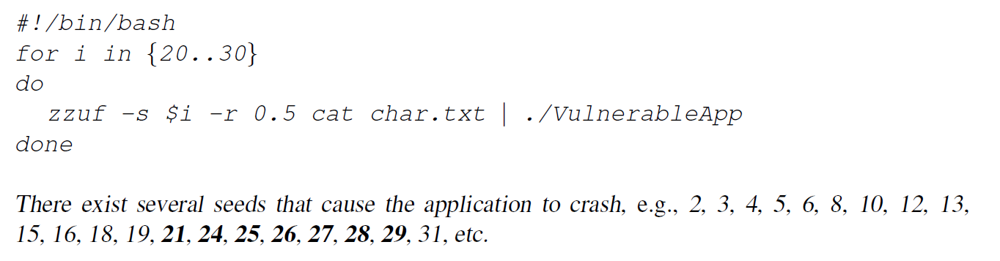 #!/bin/bash
for i in {20..30}
do
zzuf -s $i -r 0.5 cat char.txt | ./VulnerableApp
done
There exist several seeds that cause the application to crash, e.g., 2, 3, 4, 5, 6, 8, 10, 12, 13,
15, 16, 18, 19, 21, 24, 25, 26, 27, 28, 29, 31, etc.